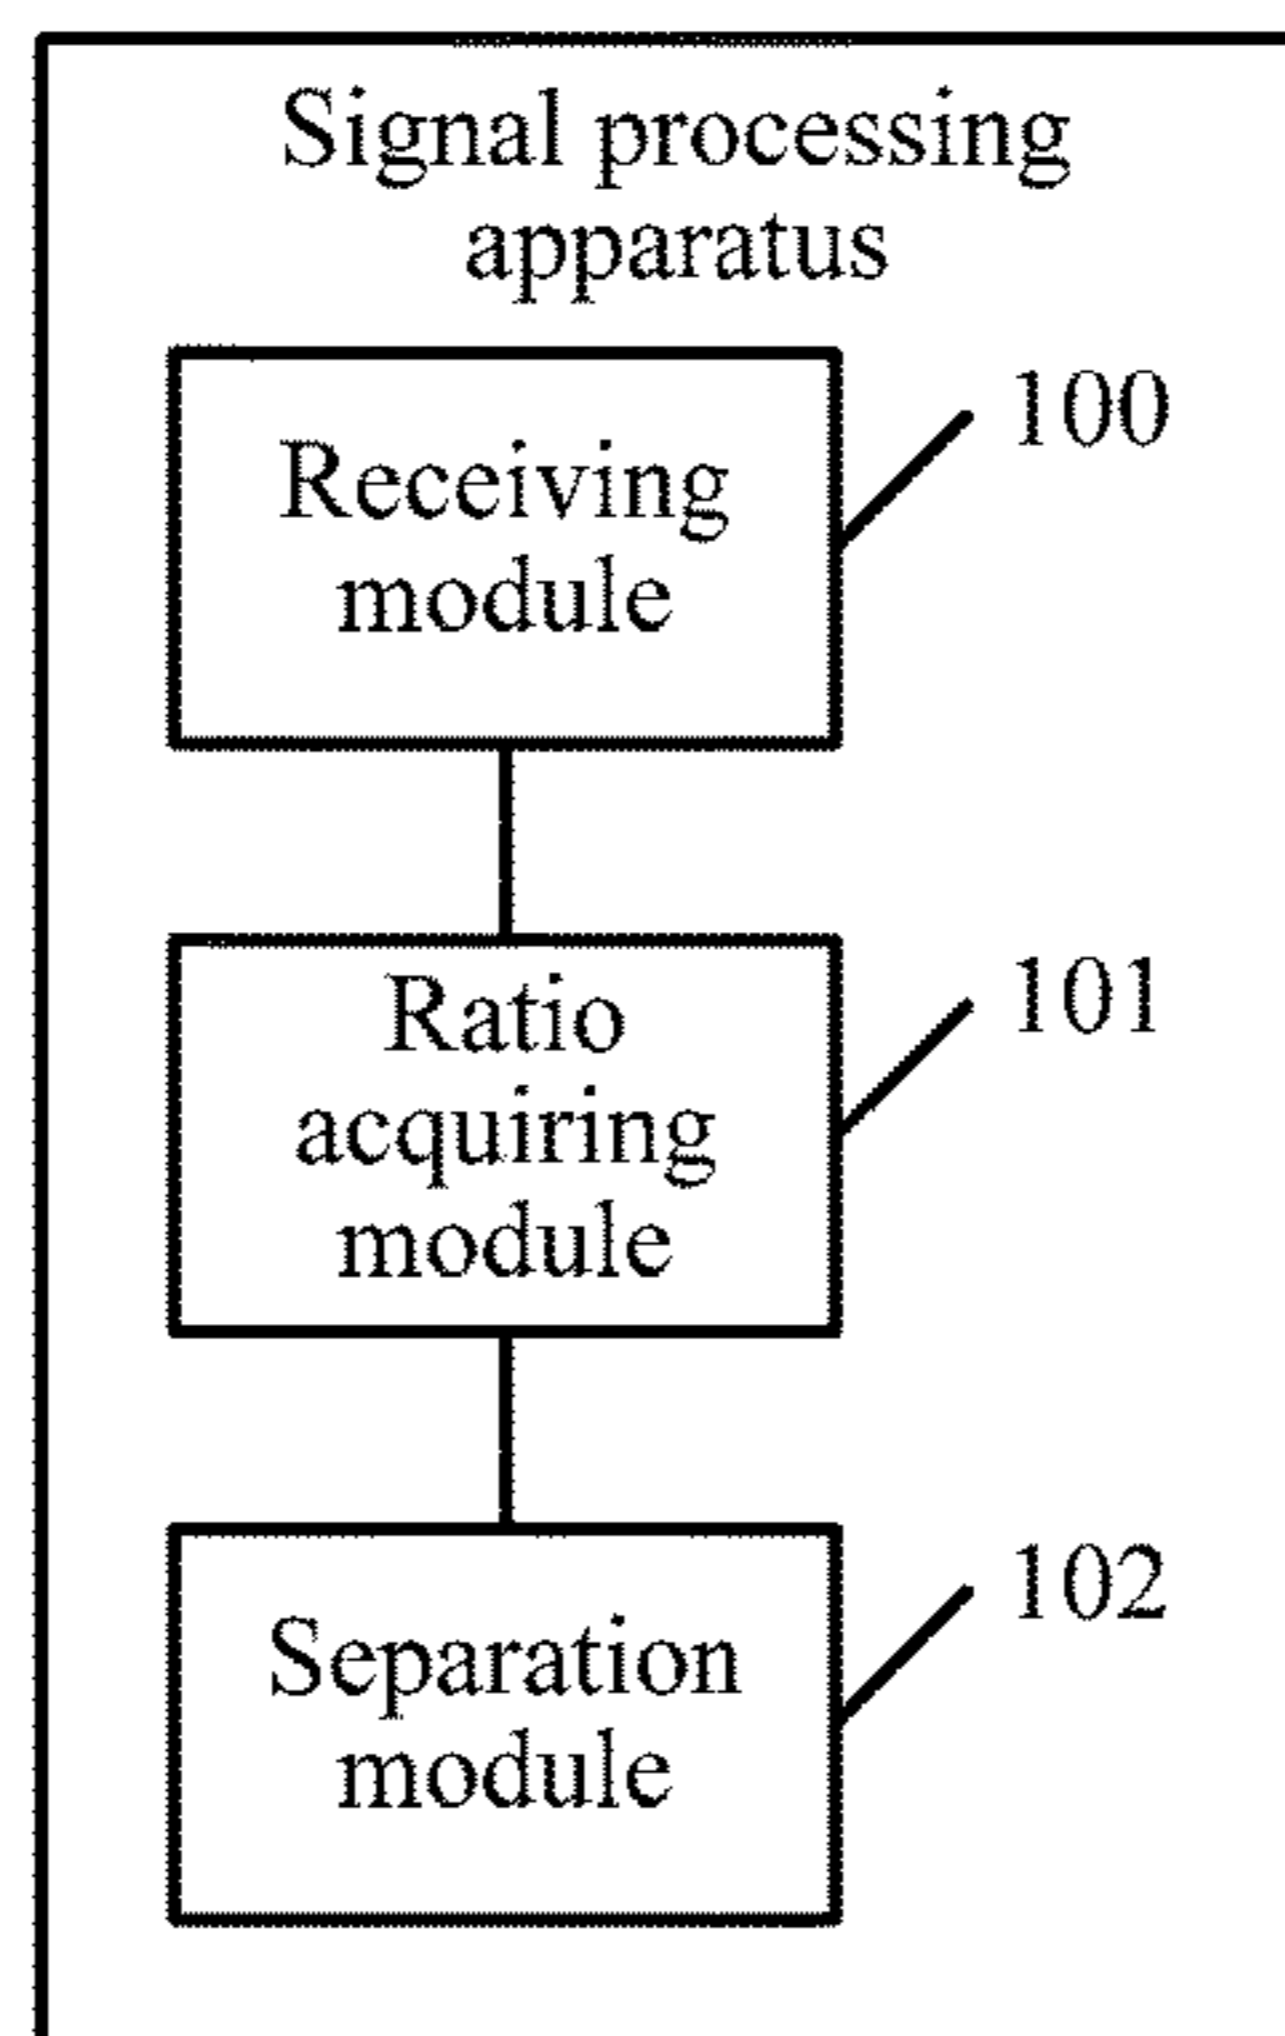 Signal processing
apparatus
Receiving
module
100
Ratio
acquiring
module
101
Separation
module
102